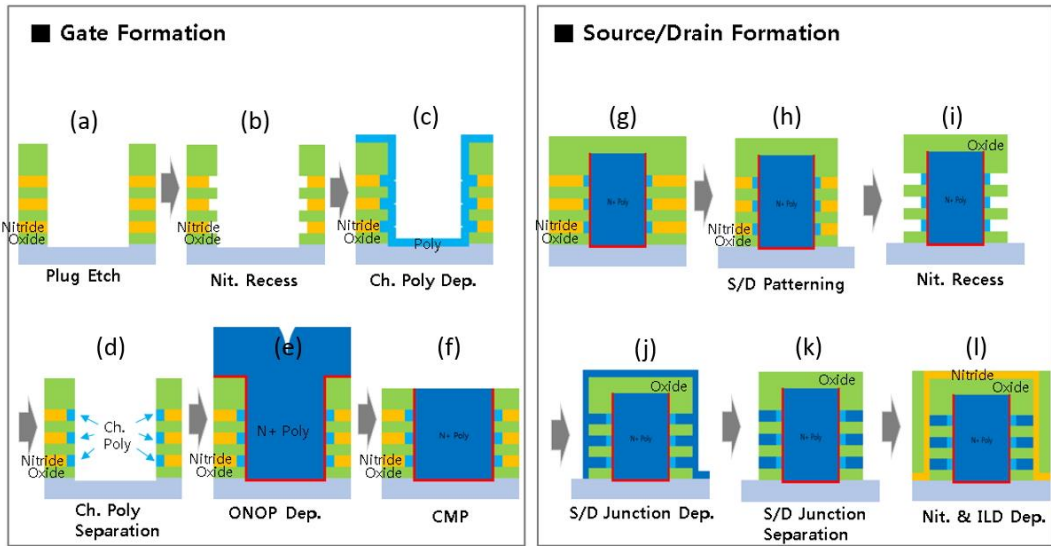 ■ Gate Formation
(a)
(b)
(c)
Nitride
Oxide
Nitride
Oxide
Nitride
Oxide
Poly
Plug Etch
Nit. Recess
Ch. Poly Dep.
(d)
(e)
(f)
Ch.
Poly
N+ Poly
N+ Poly
Nitride
Oxide
Nitride
Oxide
Nitride
Oxide
Ch. Poly
Separation
ONOP Dep.
CMP
■ Source/Drain Formation
(g)
(h)
(i)
Oxide
N+ Poly
N+ Poly
N+ Poly
Nitride
Oxide
Nitride
Oxide
S/D Patterning
Nit. Recess
(j)
(k)
(l)
Nitride
Oxide
Oxide
Oxide
N+ Poly
N+ Poly
N+ Poly
S/D Junction Dep.
S/D Junction
Separation
Nit. & ILD Dep.